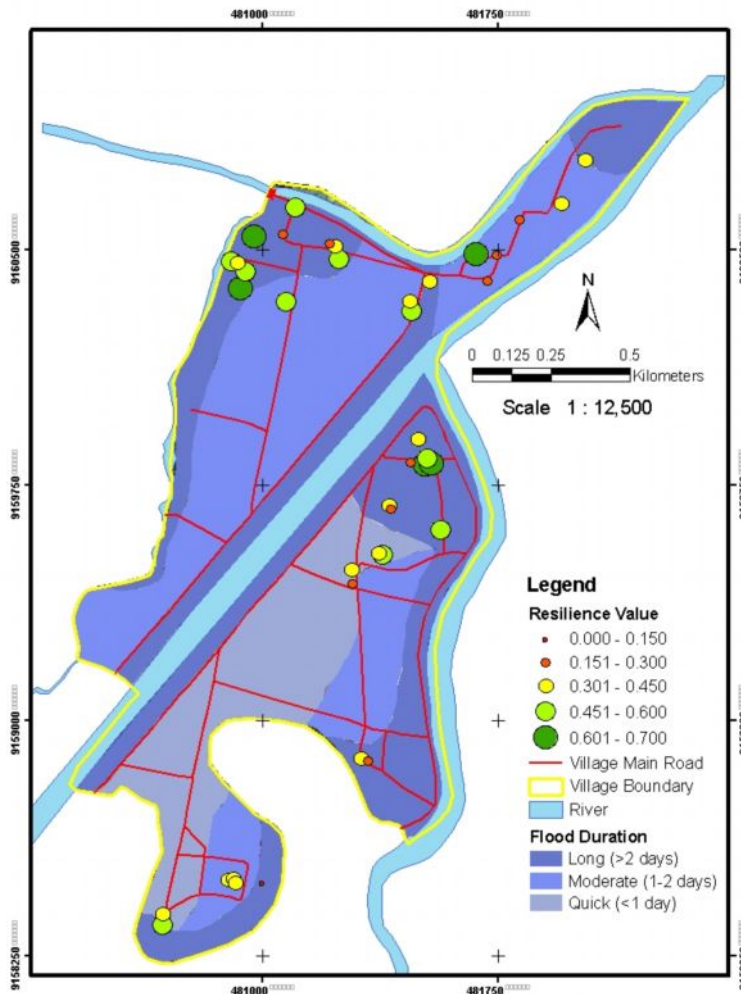 481000
481750
9160500
N
0 0.125 0.25 0.5
Kilometers
Scale 1 : 12,500
9159750
Legend
Resilience Value
0.000 - 0.150
0.151 - 0.300
0.301 - 0.450
0.451 - 0.600
0.601 - 0.700
9159000
Village Main Road
Village Boundary
River
Flood Duration
Long (>2 days)
Moderate (1-2 days)
Quick (<1 day)
9158250
481000
481750